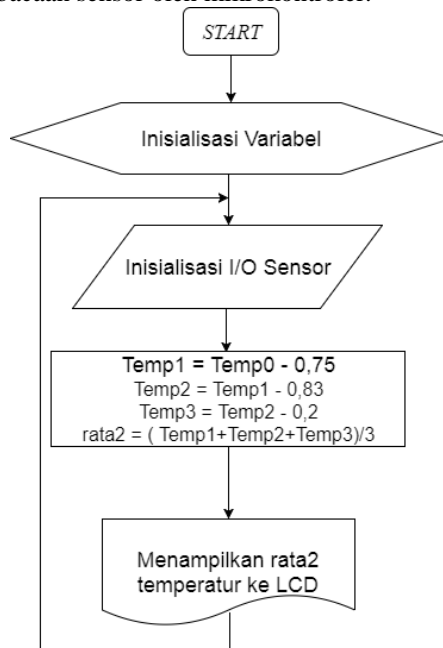 START
Inisialisasi Variabel
Inisialisasi I/O Sensor
Temp1 = Temp0 - 0,75
Temp2 = Temp1 - 0,83
Temp3 = Temp2 - 0,2
rata2 = ( Temp1+Temp2+Temp3)/3
Menampilkan rata2
temperatur ke LCD